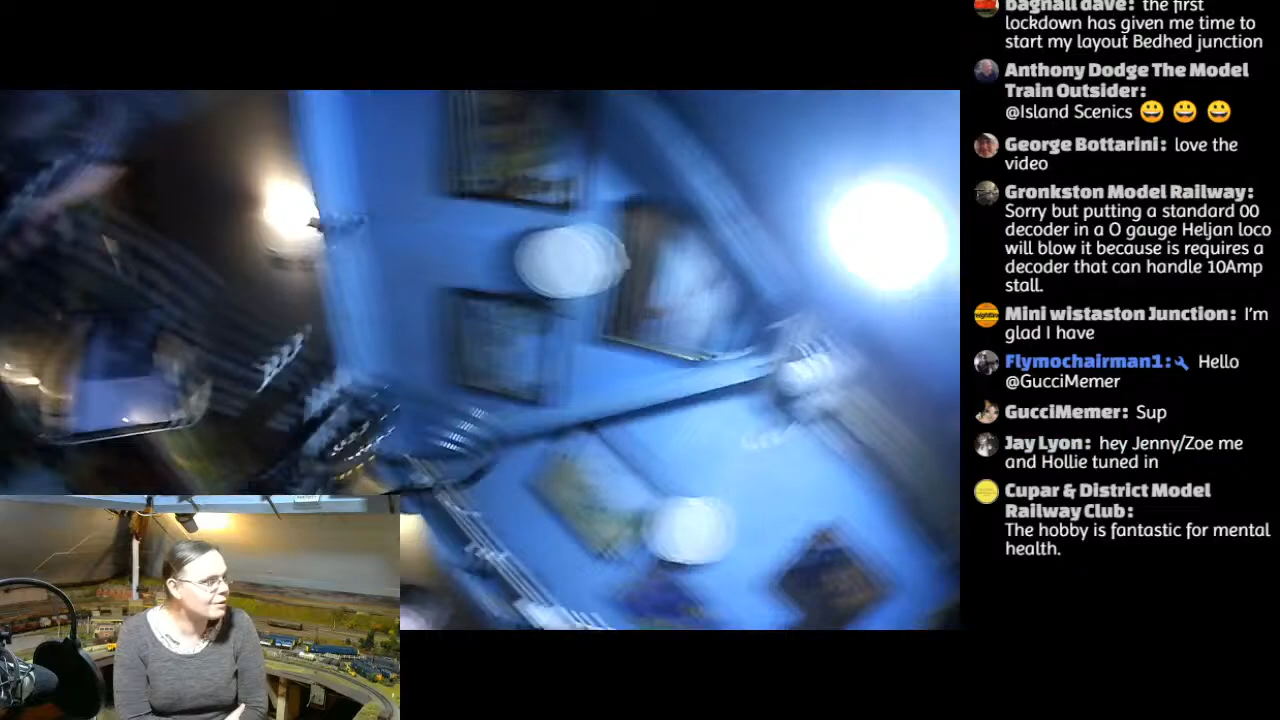 bagnall dave: the first
lockdown has given me time to
start my layout Bedhed junction
Anthony Dodge The Model
Train Outsider:
@Island Scenics 😀 😀 😀
George Bottarini: love the
video
Gronkston Model Railway:
Sorry but putting a standard 00
decoder in a O gauge Heljan loco
will blow it because is requires a
decoder that can handle 10Amp
stall.
Mini wistaston Junction: I'm
glad I have
Flymochairman1: Hello
@GucciMemer
GucciMemer: Sup
Jay Lyon: hey Jenny/Zoe me
and Hollie tuned in
Cupar & District Model
Railway Club:
The hobby is fantastic for mental
health.